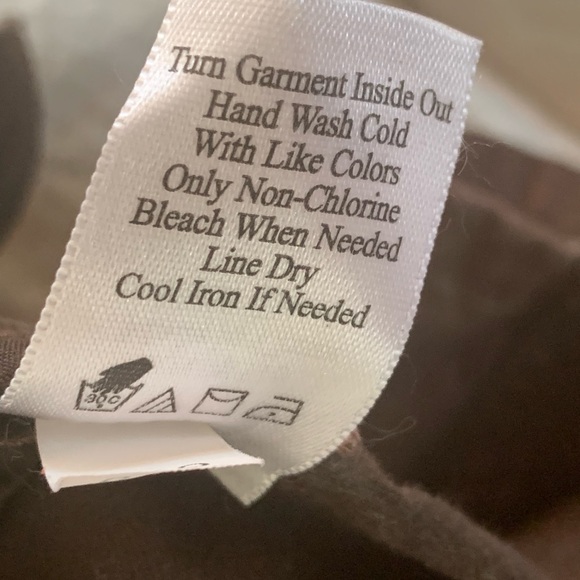 Turn Garment Inside Out
Hand Wash Cold
With Like Colors
Only Non-Chlorine
Bleach When Needed
Line Dry
Cool Iron If Needed